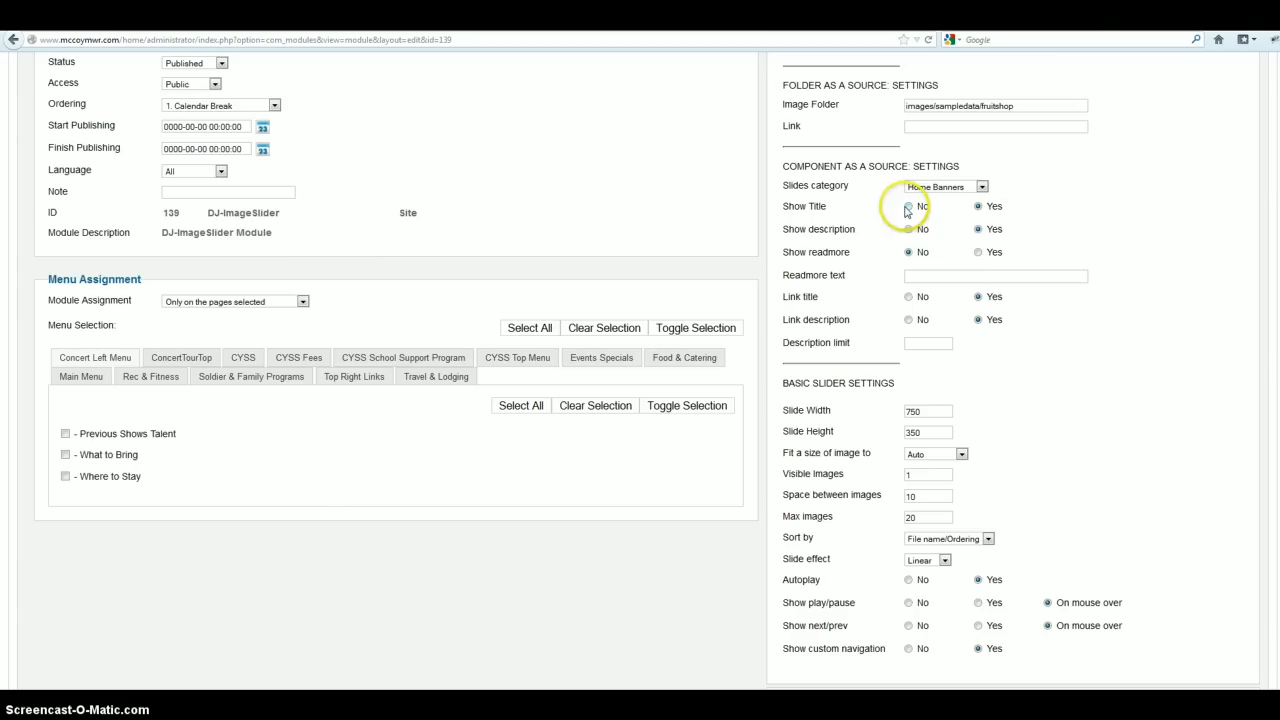 www.mccoymwr.com/home/administrator/index.php?option=com_modules&view=module&layout=edit&id=139
Google
Status Published
Access Public
Ordering 1. Calendar Break
Start Publishing 0000-00-00 00:00:00 23
Finish Publishing 0000-00-00 00:00:00 23
Language All
Note
ID 139 DJ-ImageSlider Site
Module Description DJ-ImageSlider Module
Menu Assignment
Module Assignment Only on the pages selected
Menu Selection:
Select All Clear Selection Toggle Selection
Concert Left Menu ConcertTourTop CYSS CYSS Fees CYSS School Support Program CYSS Top Menu Events Specials Food & Catering
Main Menu Rec & Fitness Soldier & Family Programs Top Right Links Travel & Lodging
Select All Clear Selection Toggle Selection
- Previous Shows Talent
- What to Bring
- Where to Stay
FOLDER AS A SOURCE: SETTINGS
Image Folder images/sampledata/fruitshop
Link
COMPONENT AS A SOURCE: SETTINGS
Slides category Home Banners
Show Title No Yes
Show description No Yes
Show readmore No Yes
Readmore text
Link title No Yes
Link description No Yes
Description limit
BASIC SLIDER SETTINGS
Slide Width 750
Slide Height 350
Fit a size of image to Auto
Visible Images 1
Space between images 10
Max images 20
Sort by File name/Ordering
Slide effect Linear
Autoplay No Yes
Show play/pause No Yes On mouse over
Show next/prev No Yes On mouse over
Show custom navigation No Yes
Screencast-O-Matic.com